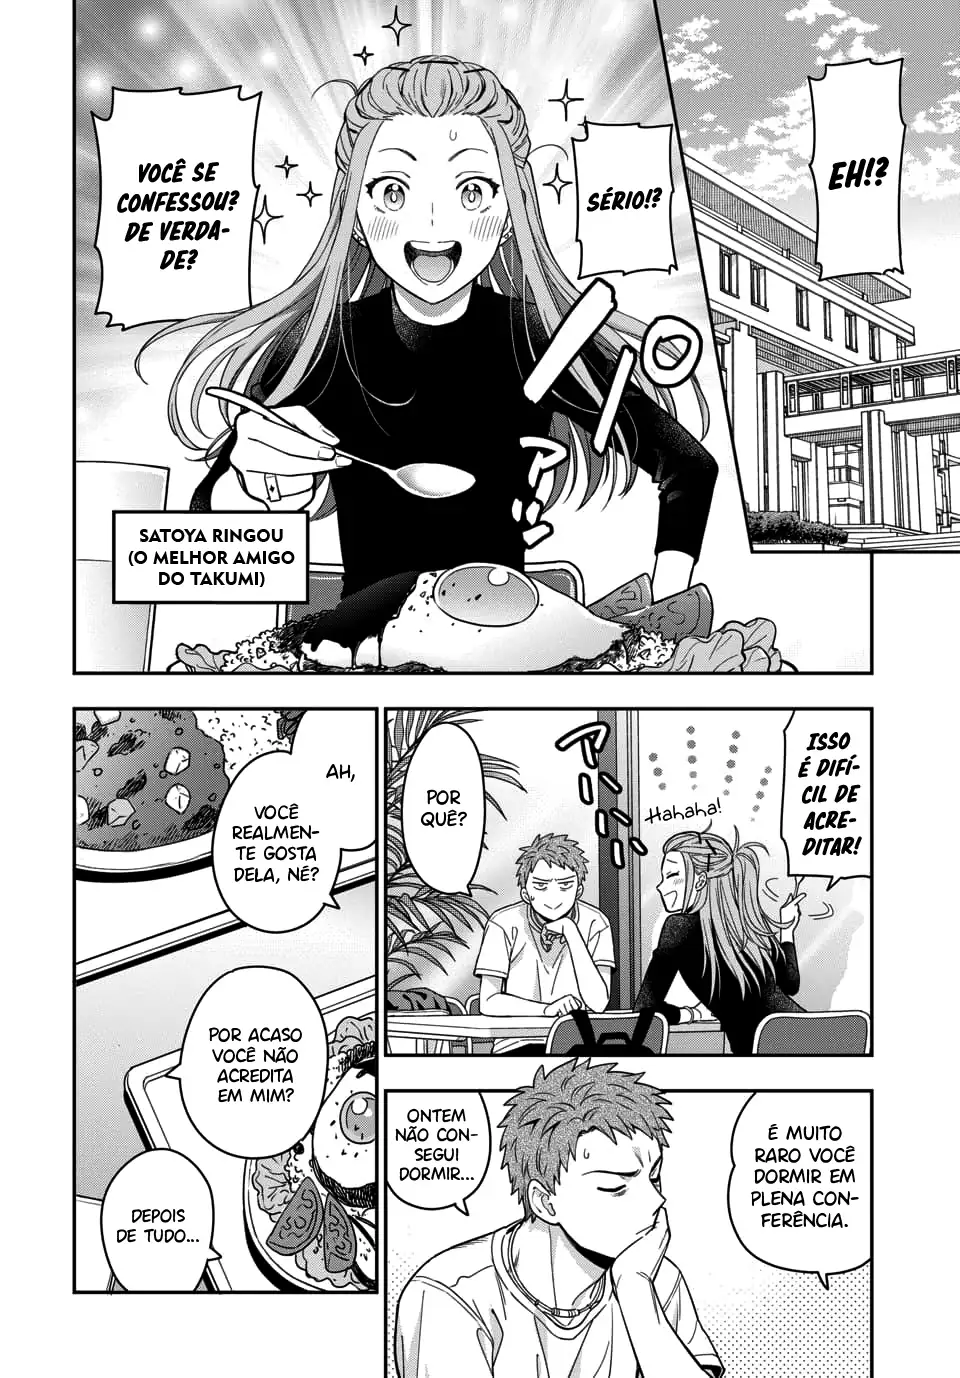 EH!?
SÉRIO!?
VOCÊ SE
CONFESSOU?
DE VERDA-
DE?
SATOYA RINGOU
(O MELHOR AMIGO
DO TAKUMI)
ISSO
É DIFÍ-
CIL DE
ACRE-
DITAR!
Hahaha!
POR
QUÊ?
É MUITO
RARO VOCÊ
DORMIR EM
PLENA CON-
FERÊNCIA.
ONTEM
NÃO CON-
SEGUI
DORMIR...
AH,
VOCÊ
REALMEN-
TE GOSTA
DELA, NÉ?
POR ACASO
VOCÊ NÃO
ACREDITA
EM MIM?
DEPOIS
DE TUDO...